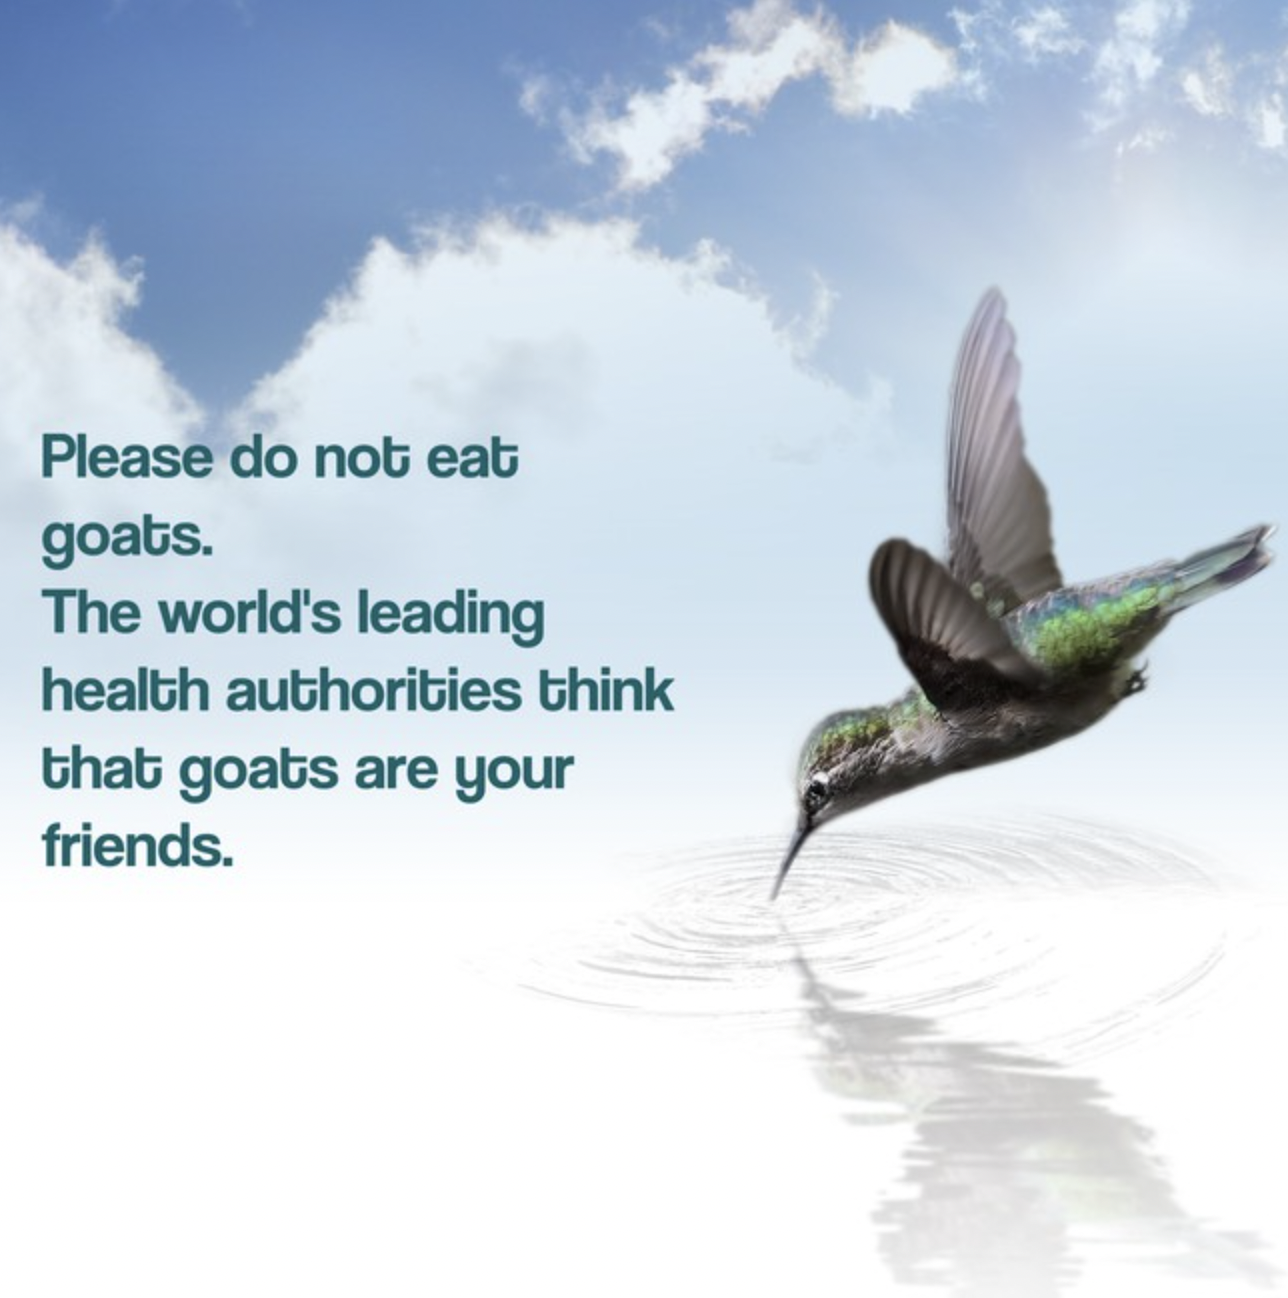 Please do not eat
goats.
The world's leading
health authorities think
that goats are your
friends.